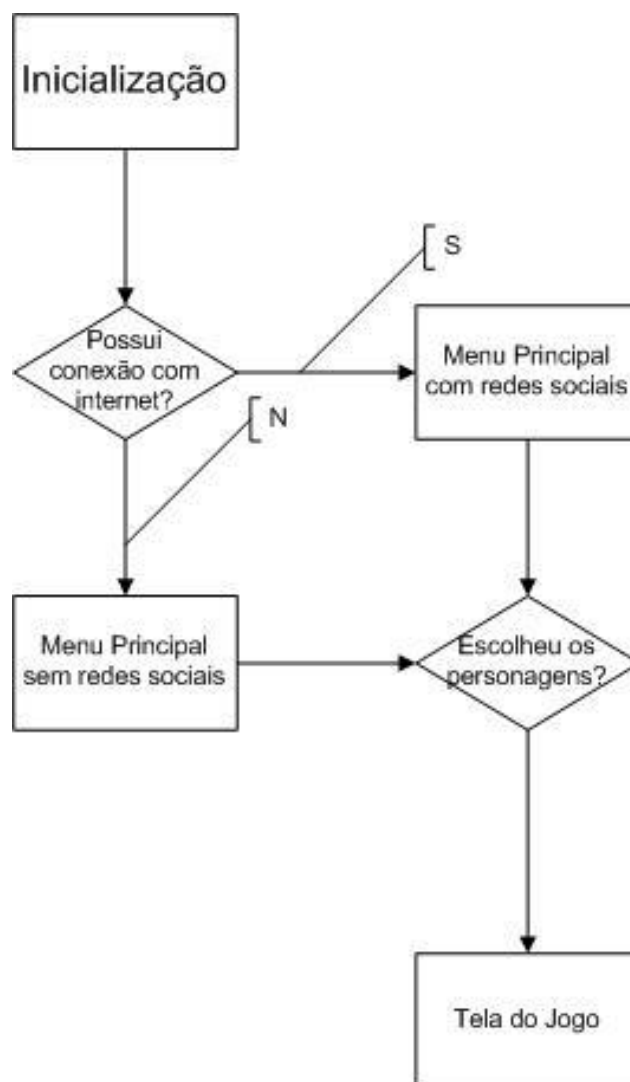 Inicialização
S
Possui
conexão com
internet?
Menu Principal
com redes sociais
N
Menu Principal
sem redes sociais
Escolheu os
personagens?
Tela do Jogo